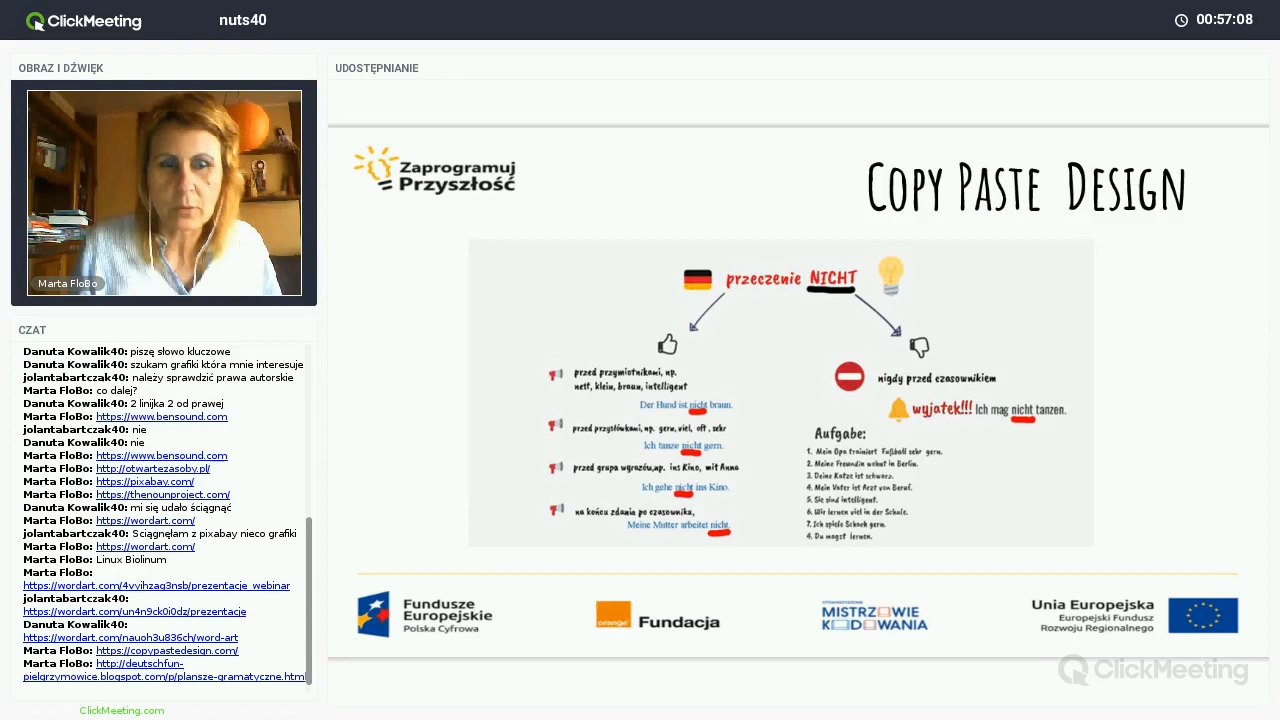 ClickMeeting
nuts40
00:57:08
OBRAZ I DŹWIĘK
Marta FloBo
CZAT
Danuta Kowalik40: piszę słowo kluczowe
Danuta Kowalik40: szukam grafiki która mnie interesuje
jolantabartczak40: należy sprawdzić prawa autorskie
Marta FloBo: co dalej?
Danuta Kowalik40: 2 linijka 2 od prawej
Marta FloBo: https://www.bensound.com
jolantabartczak40: nie
Danuta Kowalik40: nie
Marta FloBo: https://www.bensound.com
Marta FloBo: http://otwartezasoby.pl/
Marta FloBo: https://pixabay.com/
Marta FloBo: https://thenounproject.com/
Danuta Kowalik40: mi się udało ściągnąć
Marta FloBo: https://wordart.com/
jolantabartczak40: Sciągnęłam z pixabay nieco grafiki
Marta FloBo: https://wordart.com/
Marta FloBo: Linux Biolinum
Marta FloBo:
https://wordart.com/4vyihzaq3nsb/prezentacje_webinar
jolantabartczak40:
https://wordart.com/un4n9ck0i0dz/prezentacje
Danuta Kowalik40:
https://wordart.com/nauoh3u836ch/word-art
Marta FloBo: https://copypastedesign.com/
Marta FloBo: http://deutschfun-
pielgrzymowice.blogspot.com/p/plansze-gramatyczne.html
ClickMeeting.com
UDOSTĘPNIANIE
Zaprogramuj
Przyszłość
COPY PASTE DESIGN
przeczenie NICHT
przed przymiotnikami, np.
nett, klein, braun, intelligent
Der Hund ist nicht braun.
przed przysłówkami, np. gern, viel, oft, sehr
Ich tanze nicht gern.
przed grupa wyrazów,np. ins Kino, mit Anna
Ich gehe nicht ins Kino.
na końcu zdania po czasowniku,
Meine Mutter arbeitet nicht.
nigdy przed czasownikiem
wyjatek!!! Ich mag nicht tanzen.
Aufgabe:
1. Mein Opa trainiert Fußball sehr gern.
2. Meine Freundin wohnt in Berlin.
3. Deine Katze ist schwarz.
4. Mein Vater ist Arzt von Beruf.
5. Sie sind intelligent.
6. Wir lernen viel in der Schule.
7. Ich spiele Schach gern.
4. Du magst lernen.
Fundusze
Europejskie
Polska Cyfrowa
orange
Fundacja
STOWARZYSZENIE
MISTRZOWIE
KODOWANIA
Unia Europejska
Europejski Fundusz
Rozwoju Regionalnego
ClickMeeting